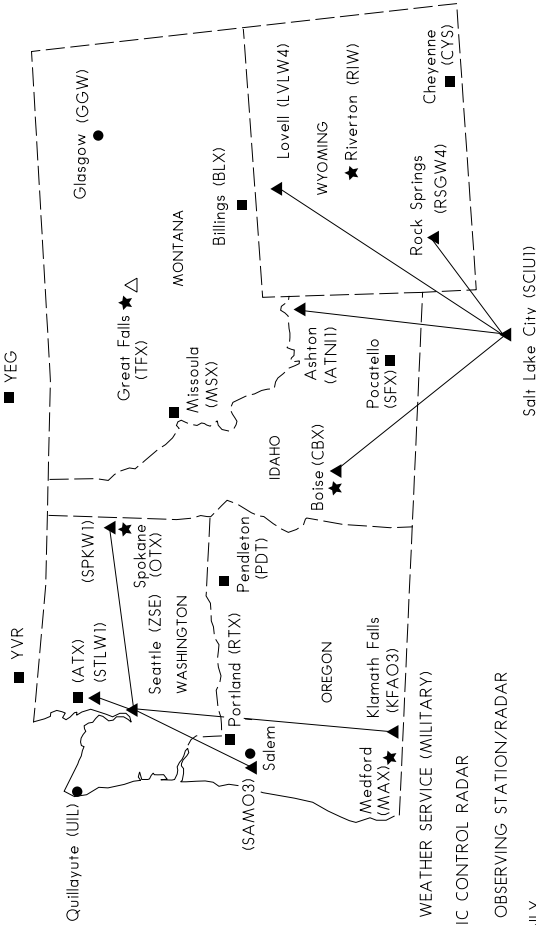 YVR
YEG
Quillayute (UIL)
(ATX)
(STLW1)
(SPKW1)
Spokane
(OTX)
Seattle (ZSE)
WASHINGTON
Great Falls
(TFX)
Glasgow (GGW)
MONTANA
Missoula
(MSX)
Billings (BLX)
Portland (RTX)
Salem
(SAMO3)
Pendleton
(PDT)
IDAHO
OREGON
Boise (CBX)
Ashton
(ATNI1)
Pocatello
(SFX)
Lovell (LVLW4)
WYOMING
Riverton (RIW)
Rock Springs
(RSGW4)
Cheyenne
(CYS)
Medford
(MAX)
Klamath Falls
(KFAO3)
Salt Lake City (SCIU1)
WEATHER SERVICE (MILITARY)
IC CONTROL RADAR
OBSERVING STATION/RADAR